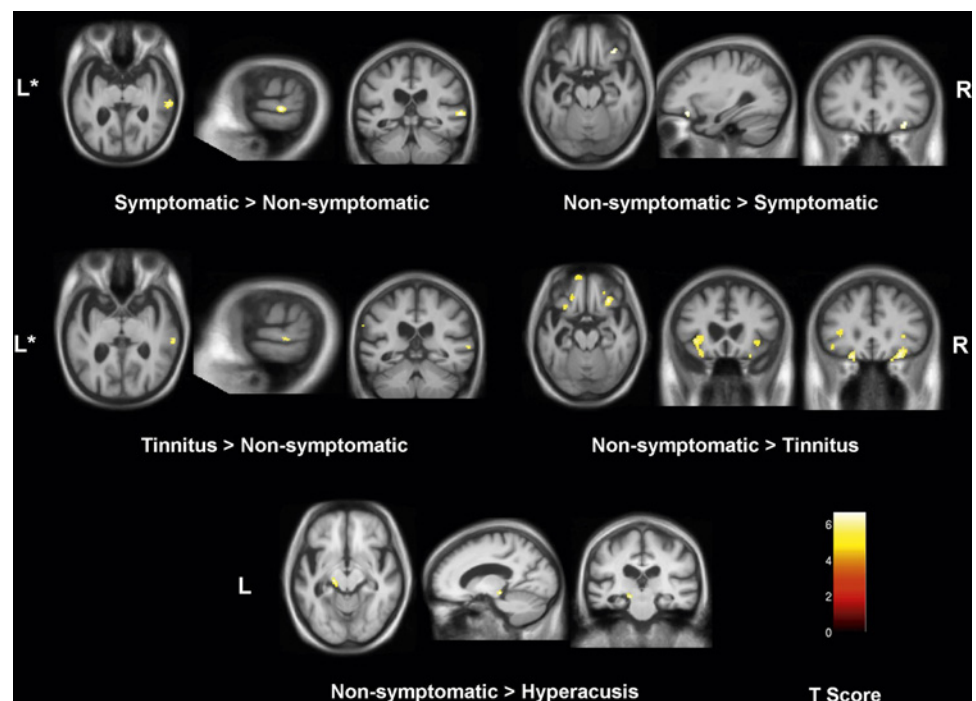 L*
R
Symptomatic > Non-symptomatic
Non-symptomatic > Symptomatic
L*
R
Tinnitus > Non-symptomatic
Non-symptomatic > Tinnitus
L
6
4
2
0
Non-symptomatic > Hyperacusis
T Score